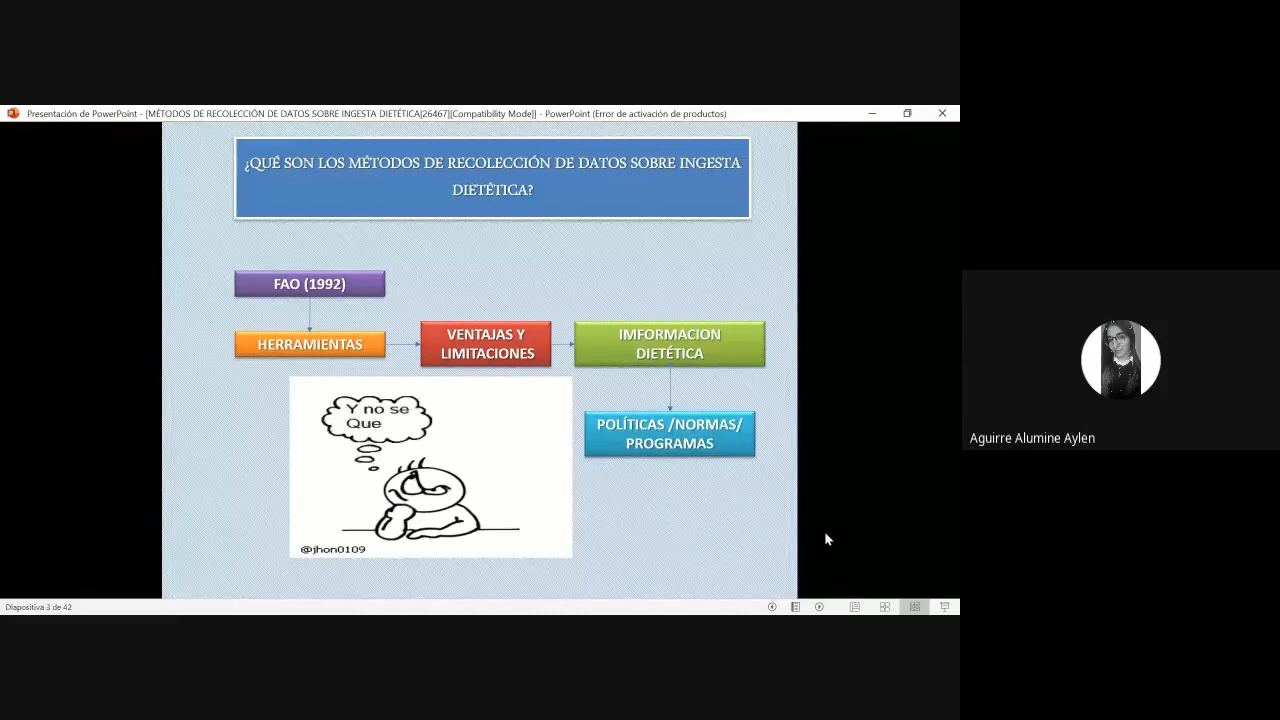 Presentación de PowerPoint - [MÉTODOS DE RECOLECCIÓN DE DATOS SOBRE INGESTA DIETÉTICA[26467][Compatibility Mode]] - PowerPoint (Error de activación de productos)
¿QUÉ SON LOS MÉTODOS DE RECOLECCIÓN DE DATOS SOBRE INGESTA
DIETÉTICA?
FAO (1992)
HERRAMIENTAS
VENTAJAS Y
LIMITACIONES
IMFORMACION
DIETÉTICA
POLÍTICAS /NORMAS/
PROGRAMAS
Y no se
Que
@jhon0109
Aguirre Alumine Aylen
Diapositiva 3 de 42